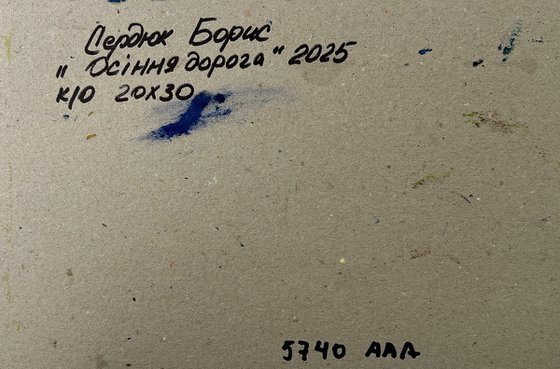 Сердюк Борис
„Осіння дорога" 2025
к/о 20х30
5740 ААА